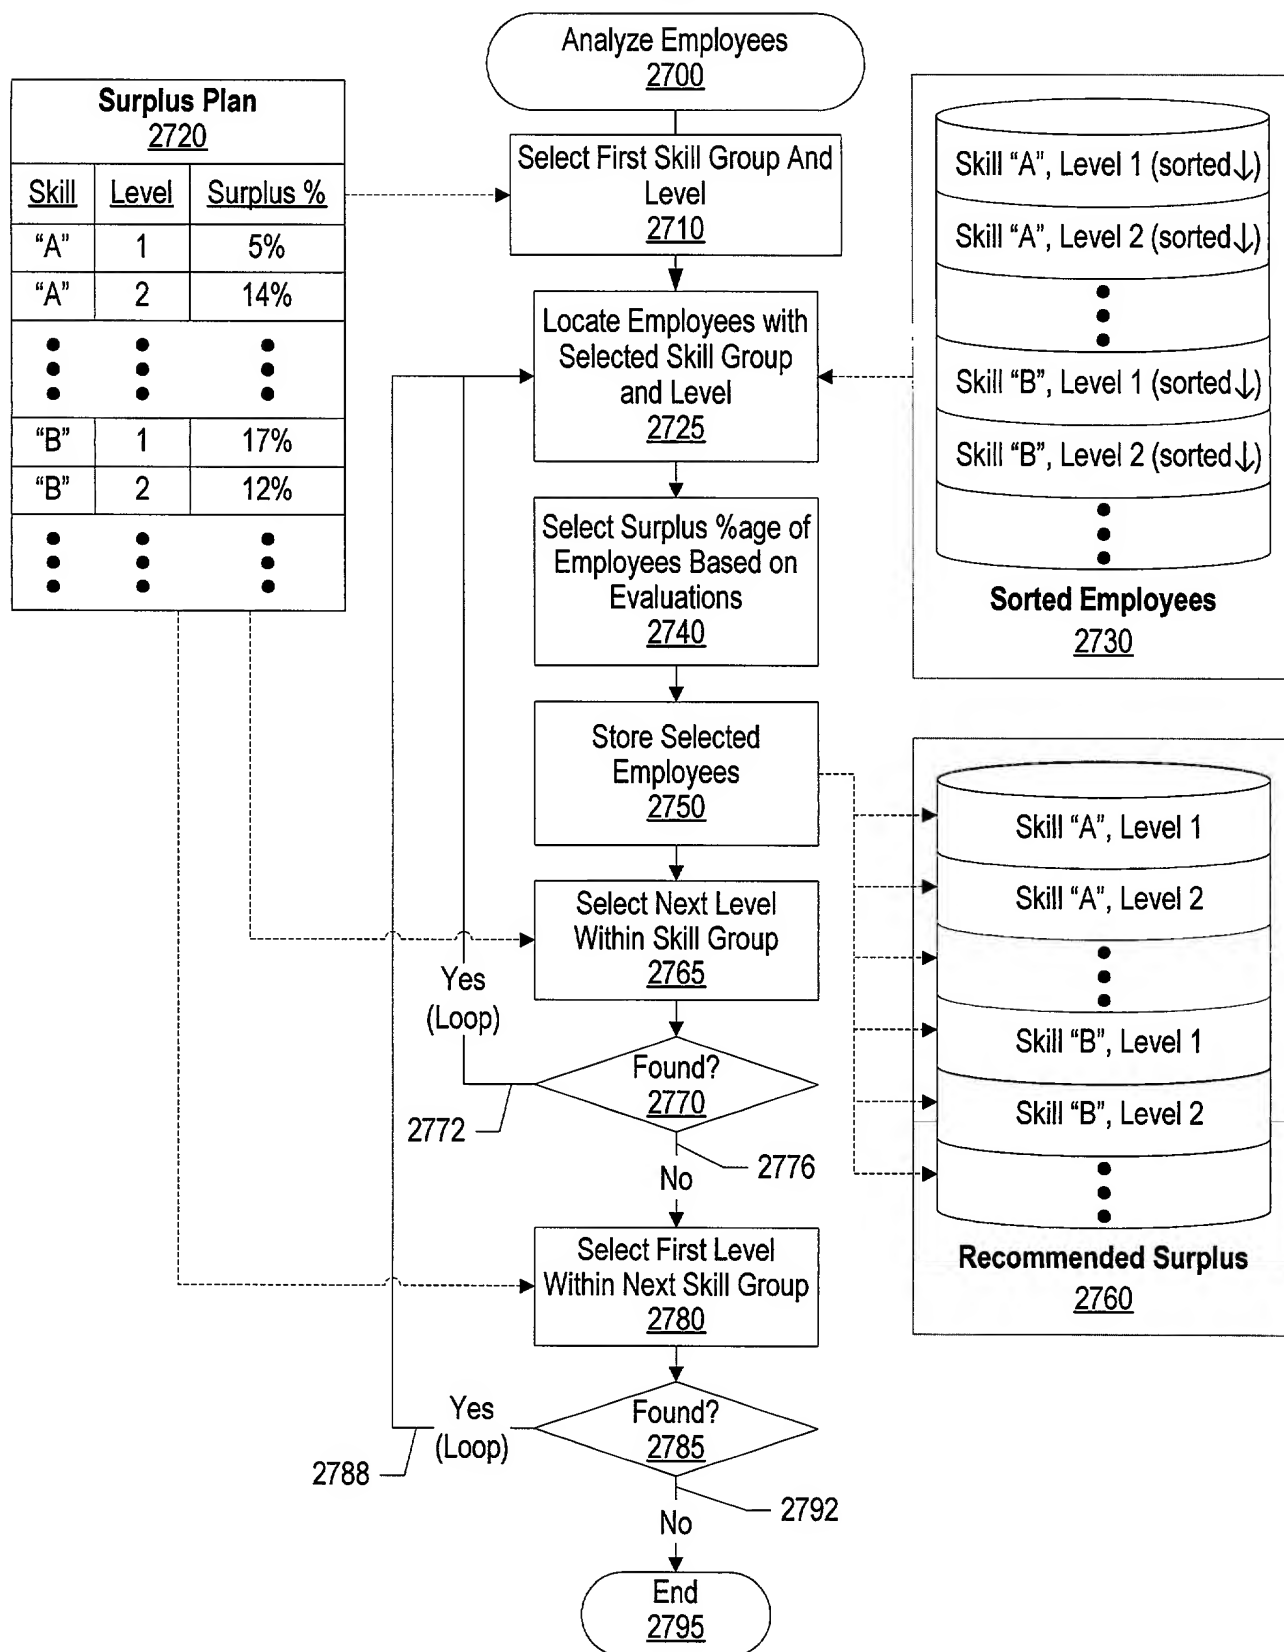 Analyze Employees
2700
Surplus Plan
2720
Skill Level Surplus %
“A” 1 5%
“A” 2 14%
“B” 1 17%
“B” 2 12%
Select First Skill Group And
Level
2710
Locate Employees with
Selected Skill Group
and Level
2725
Skill “A”, Level 1 (sorted↓)
Skill “A”, Level 2 (sorted↓)
Skill “B”, Level 1 (sorted↓)
Skill “B”, Level 2 (sorted↓)
Sorted Employees
2730
Select Surplus %age of
Employees Based on
Evaluations
2740
Store Selected
Employees
2750
Skill “A”, Level 1
Skill “A”, Level 2
Skill “B”, Level 1
Skill “B”, Level 2
Recommended Surplus
2760
Select Next Level
Within Skill Group
2765
Yes
(Loop)
Found?
2770
2772
2776
No
Select First Level
Within Next Skill Group
2780
Yes
(Loop)
Found?
2785
2788
2792
No
End
2795